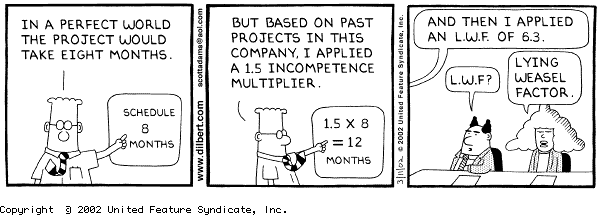 IN A PERFECT WORLD
THE PROJECT WOULD
TAKE EIGHT MONTHS.
SCHEDULE
8
MONTHS
www.dilbert.com
scottadams@aol.com
BUT BASED ON PAST
PROJECTS IN THIS
COMPANY, I APPLIED
A 1.5 INCOMPETENCE
MULTIPLIER.
1.5 X 8
= 12
MONTHS
3/11/02 © 2002 United Feature Syndicate, Inc.
AND THEN I APPLIED
AN L.W.F. OF 6.3.
L.W.F?
LYING
WEASEL
FACTOR.
Copyright © 2002 United Feature Syndicate, Inc.